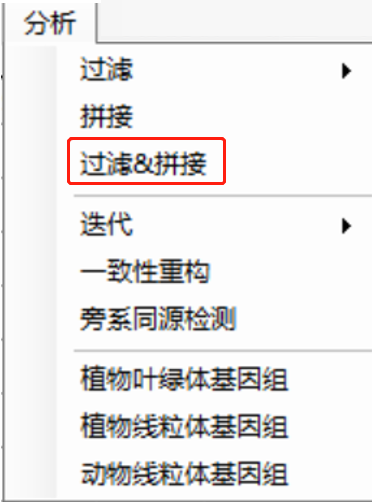 分析
过滤
拼接
过滤&拼接
迭代
一致性重构
旁系同源检测
植物叶绿体基因组
植物线粒体基因组
动物线粒体基因组